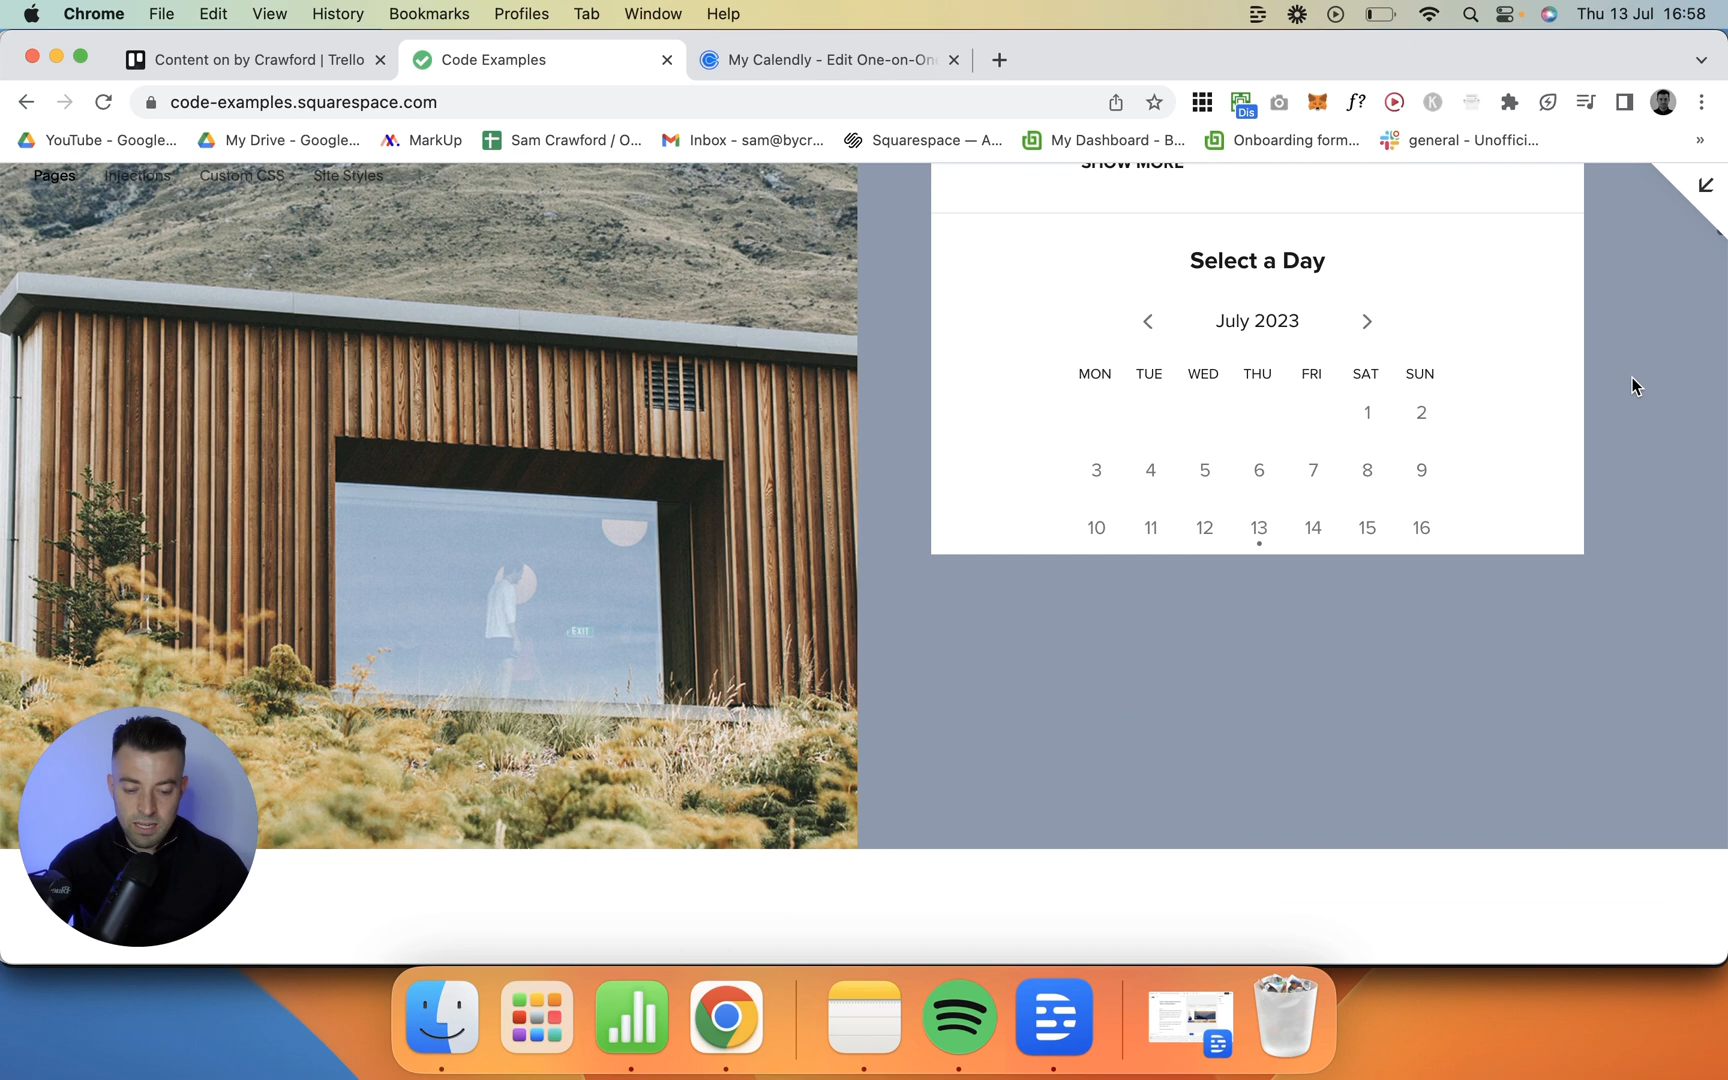 Chrome File Edit View History Bookmarks Profiles Tab Window Help Thu 13 Jul 16:58
Content on by Crawford | Trello Code Examples My Calendly - Edit One-on-On
code-examples.squarespace.com f? K Dis
YouTube - Google... My Drive - Google... MarkUp Sam Crawford / O... Inbox - sam@bycr... Squarespace — A... My Dashboard - B... Onboarding form... general - Unoffici... »
Pages Injections Custom CSS Site Styles
SHOW MORE
Select a Day
July 2023
MON TUE WED THU FRI SAT SUN
1 2
3 4 5 6 7 8 9
10 11 12 13 14 15 16
EXIT